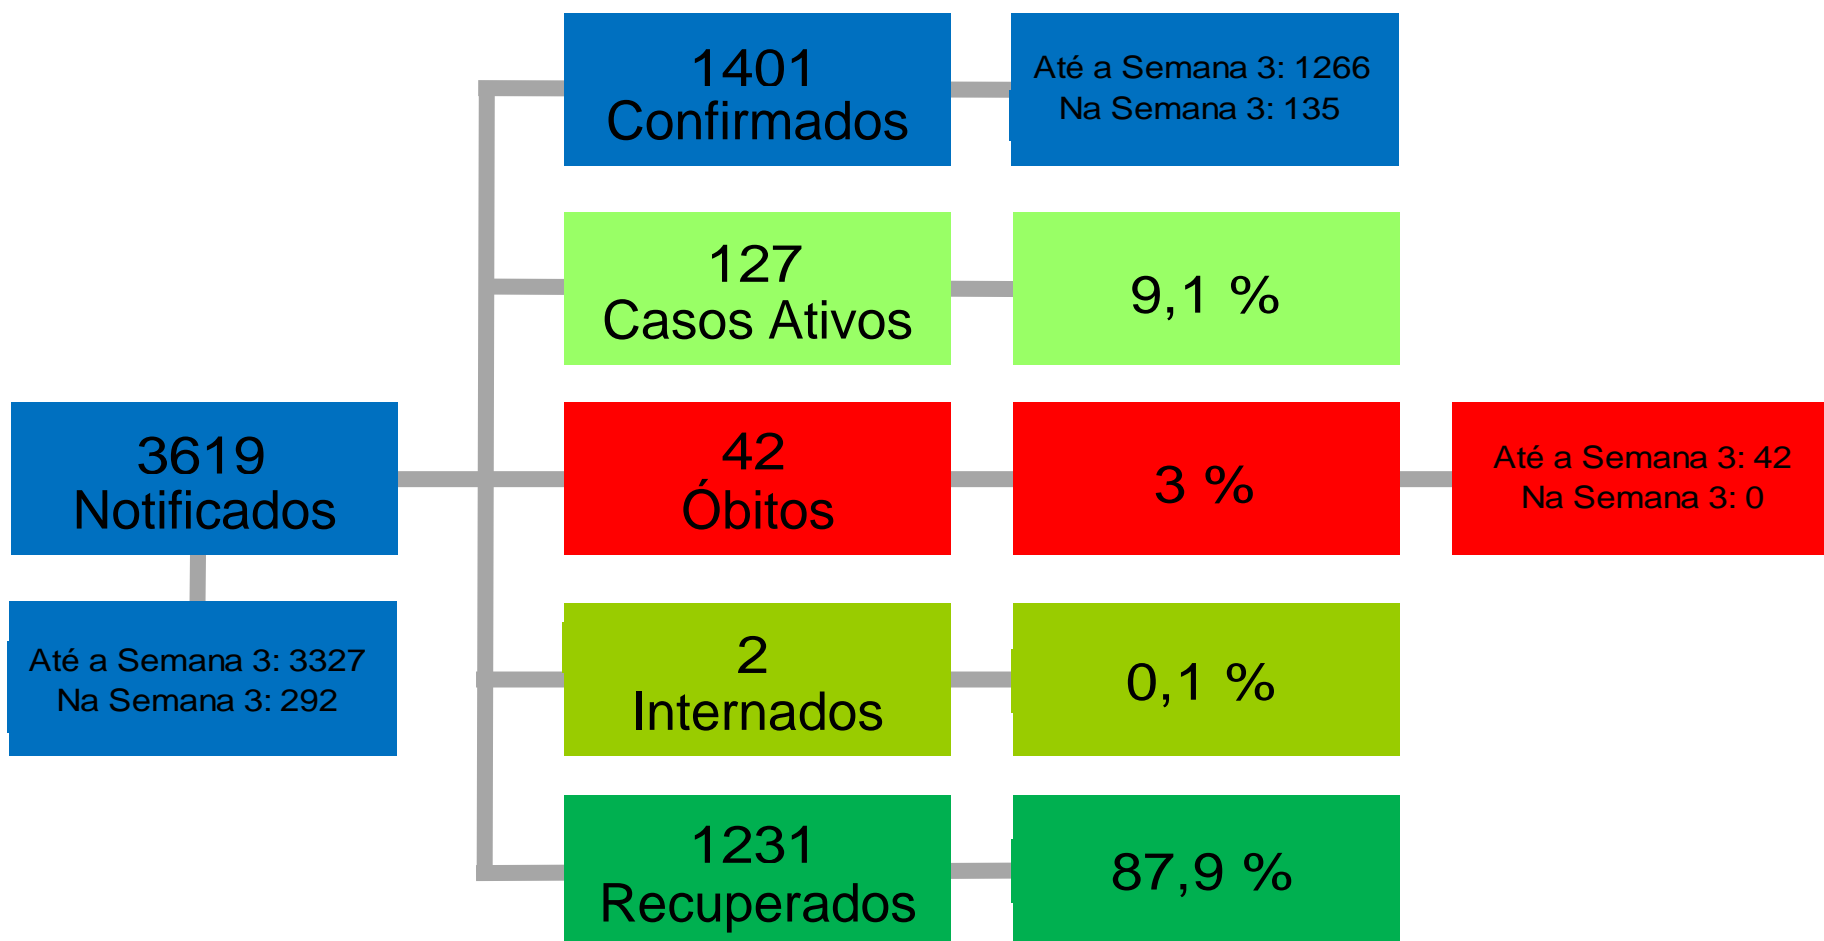 1401
Confirmados
Até a Semana 3: 1266
Na Semana 3: 135
127
Casos Ativos
9,1 %
3619
Notificados
42
Óbitos
3 %
Até a Semana 3: 42
Na Semana 3: 0
Até a Semana 3: 3327
Na Semana 3: 292
2
Internados
0,1 %
1231
Recuperados
87,9 %